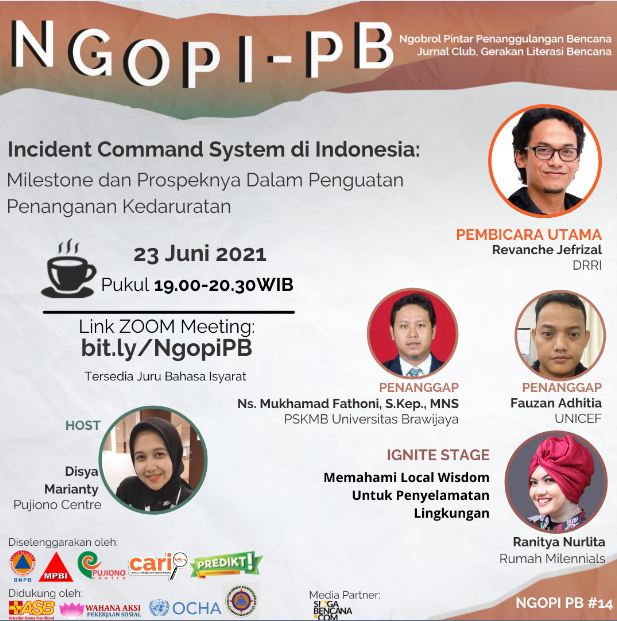 NGOPI-PB
Ngobrol Pintar Penanggulangan Bencana
Jurnal Club, Gerakan Literasi Bencana
Incident Command System di Indonesia:
Milestone dan Prospeknya Dalam Penguatan
Penanganan Kedaruratan
23 Juni 2021
Pukul 19.00-20.30WIB
Link ZOOM Meeting:
bit.ly/NgopiPB
Tersedia Juru Bahasa Isyarat
PEMBICARA UTAMA
Revanche Jefrizal
DRRI
PENANGGAP
Ns. Mukhamad Fathoni, S.Kep., MNS
PSKMB Universitas Brawijaya
PENANGGAP
Fauzan Adhitia
UNICEF
HOST
Disya
Marianty
Pujiono Centre
IGNITE STAGE
Memahami Local Wisdom
Untuk Penyelamatan
Lingkungan
Ranitya Nurlita
Rumah Milennials
Diselenggarakan oleh:
BNPB
MPBI
PUJIONO
Centre
cari
PREDIKT!
Didukung oleh:
ASB
Arbeiter-Samariter-Bund
WAHANA AKSI
PEKERJAAN SOSIAL
OCHA
Media Partner:
SIAGA
BENCANA
.COM
NGOPI PB #14